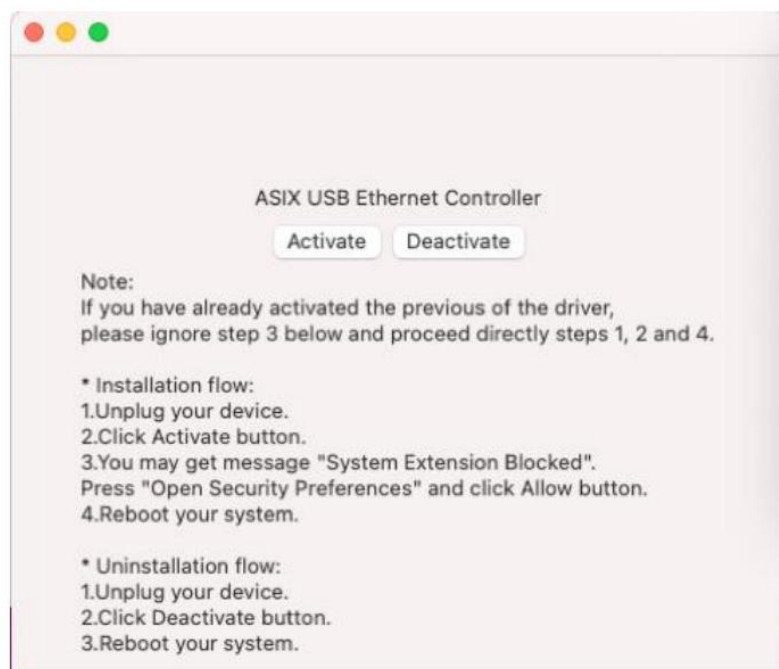 ASIX USB Ethernet Controller
Activate Deactivate
Note:
If you have already activated the previous of the driver,
please ignore step 3 below and proceed directly steps 1, 2 and 4.
* Installation flow:
1.Unplug your device.
2.Click Activate button.
3.You may get message "System Extension Blocked".
Press "Open Security Preferences" and click Allow button.
4.Reboot your system.
* Uninstallation flow:
1.Unplug your device.
2.Click Deactivate button.
3.Reboot your system.